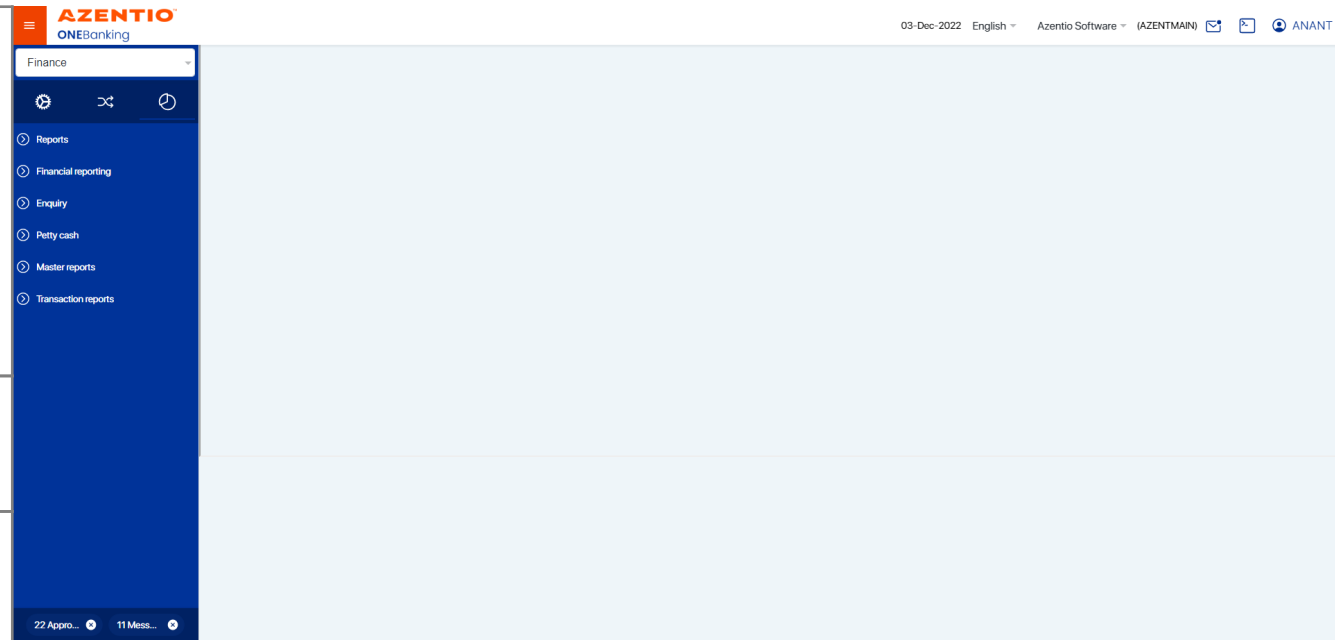 AZENTIO™
ONEBanking
03-Dec-2022 English Azentio Software (AZENTMAIN) ANANT
Finance
Reports
Financial reporting
Enquiry
Petty cash
Master reports
Transaction reports
22 Appro... 11 Mess...